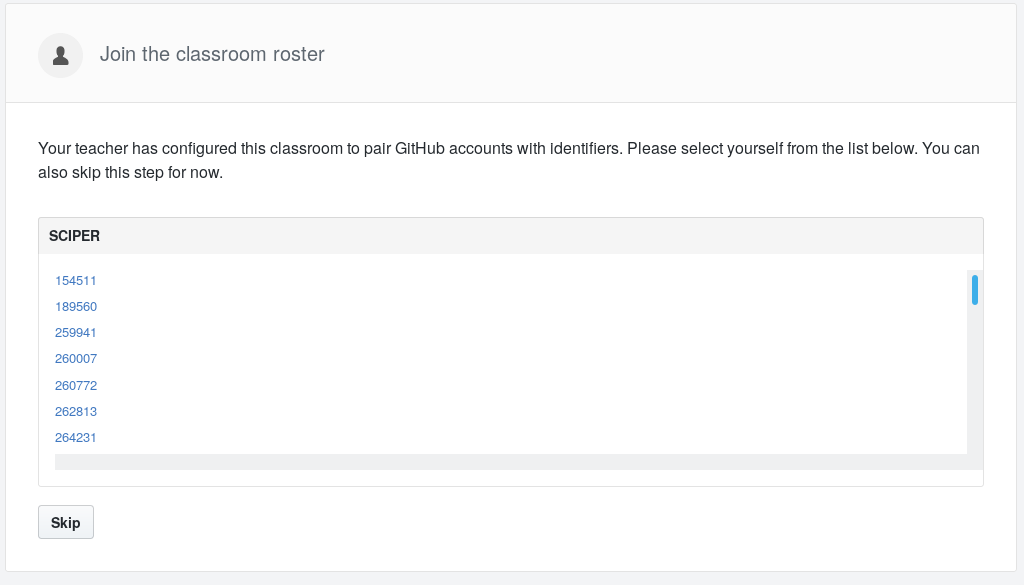 Join the classroom roster
Your teacher has configured this classroom to pair GitHub accounts with identifiers. Please select yourself from the list below. You can
also skip this step for now.
SCIPER
154511
189560
259941
260007
260772
262813
264231
Skip